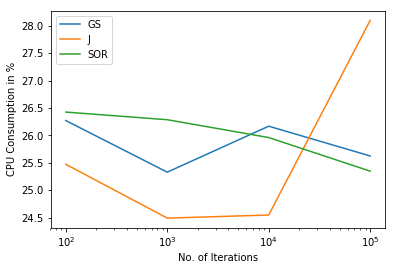 28.0
27.5
27.0
26.5
26.0
25.5
25.0
24.5
CPU Consumption in %
GS
J
SOR
10² 10³ 10⁴ 10⁵
No. of Iterations